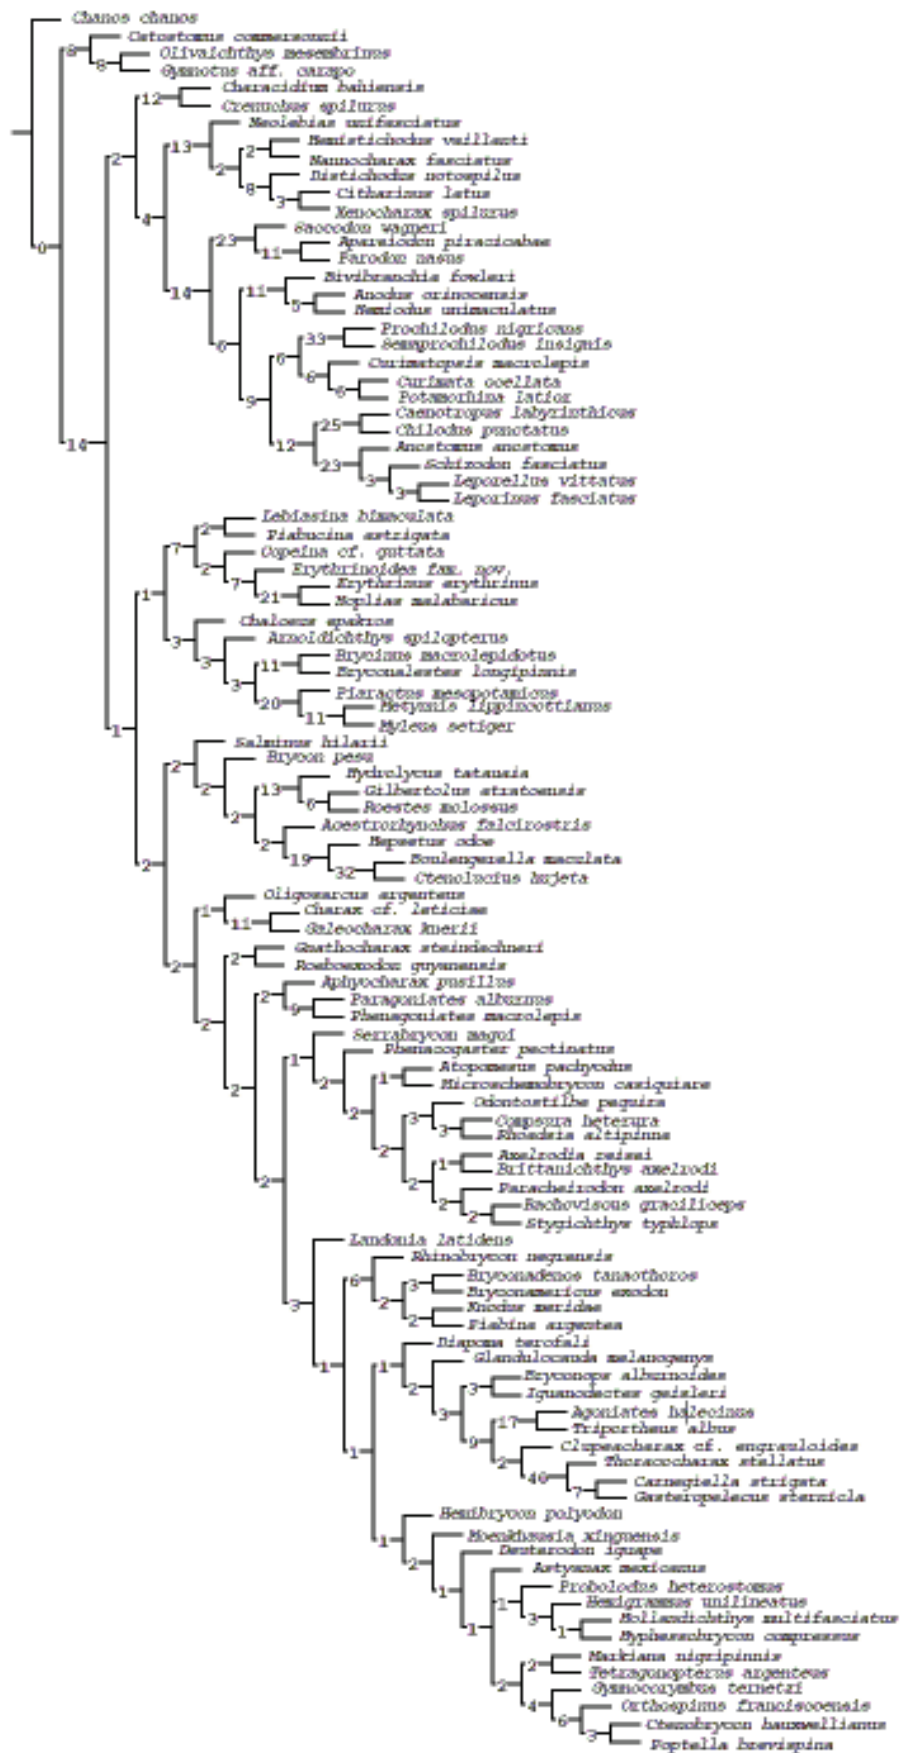 Chanos chanos
Catostomus commersonii
Olivaichthys mesembrinus
Gymnotus aff. carapo
Characidium bahiensis
Crenuchus spilurus
Neolebias unifasciatus
Hemistichodus vaillanti
Nannocharax fasciatus
Distichodus notospilus
Citharinus latus
Xenocharax spilurus
Saccodon wagneri
Apareiodon piracicabae
Parodon nasus
Bivibranchia fowleri
Anodus orinocensis
Hemiodus unimaculatus
Prochilodus nigricans
Semaprochilodus insignis
Curimatopsis macrolepis
Curimata ocellata
Potamorhina latior
Caenotropus labyrinthicus
Chilodus punctatus
Anostomus anostomus
Schizodon fasciatus
Leporellus vittatus
Leporinus fasciatus
Lebiasina bimaculata
Piabucina astrigata
Copeina cf. guttata
Erythrinoidea fam. nov.
Erythrinus erythrinus
Hoplias malabaricus
Chalceus epakros
Arnoldichthys spilopterus
Brycinus macrolepidotus
Bryconalestes longipinnis
Piaractus mesopotamicus
Metynnis lippincottianus
Myleus setiger
Salminus hilarii
Brycon pesu
Hydrolycus tatauaia
Gilbertolus atratoensis
Roestes molossus
Acestrorhynchus falcirostris
Hepsetus odoe
Boulengerella maculata
Ctenolucius hujeta
Oligosarcus argenteus
Charax cf. leticiae
Galeocharax knerii
Gnathocharax steindachneri
Roeboexodon guyanensis
Aphyocharax pusillus
Paragoniates alburnus
Phenagoniates macrolepis
Serrabrycon magoi
Phenacogaster pectinatus
Atopomesus pachyodus
Microschemobrycon casiquiare
Odontostilbe pequira
Compsura heterura
Rhoadsia altipinna
Axelrodia reisei
Brittanichthys axelrodi
Paracheirodon axelrodi
Rachoviscus graciliceps
Stygichthys typhlops
Landonia latidens
Rhinobrycon negrensis
Bryconadenos tanaothoros
Bryconamericus exodon
Knodus meridae
Piabina argentea
Diapoma terofali
Glandulocauda melanogenys
Bryconops alburnoides
Iguanodectes geisleri
Agoniates halecinus
Triportheus albus
Clupeacharax cf. engrauloides
Thoracocharax stellatus
Carnegiella strigata
Gasteropelecus sternicla
Hemibrycon polyodon
Moenkhausia xinguensis
Deuterodon iguape
Astyanax mexicanus
Probolodus heterostomus
Hemigrammus unilineatus
Hollandichthys multifasciatus
Hyphessobrycon compressus
Markiana nigripinnis
Tetragonopterus argenteus
Gymnocorymbus ternetzi
Orthospinus franciscoensis
Ctenobrycon hauxwellianus
Poptella brevispina